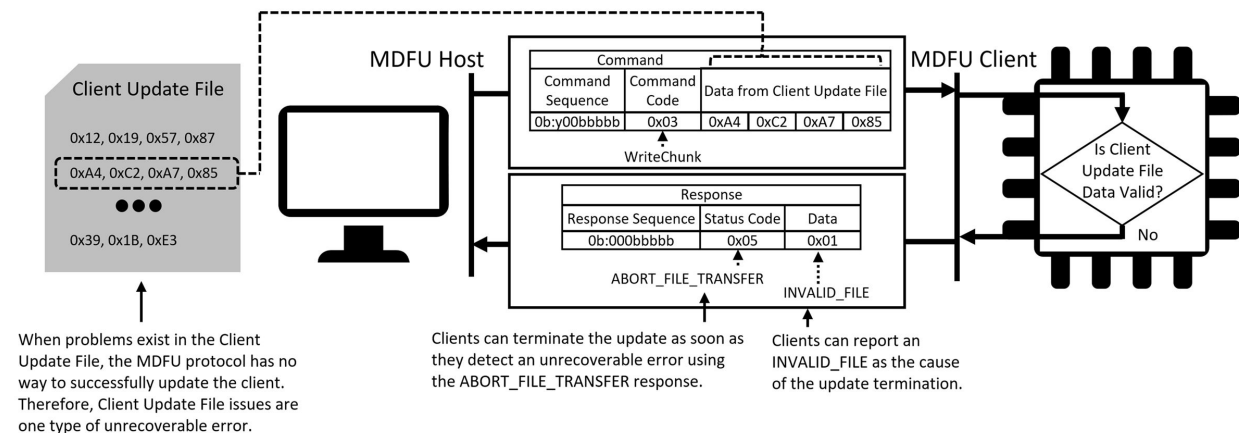 Client Update File
0x12, 0x19, 0x57, 0x87
0xA4, 0xC2, 0xA7, 0x85
0x39, 0x1B, 0xE3
When problems exist in the Client
Update File, the MDFU protocol has no
way to successfully update the client.
Therefore, Client Update File issues are
one type of unrecoverable error.
MDFU Host
Command
Command Sequence
Command Code
Data from Client Update File
0b:y00bbbbb 0x03 0xA4 0xC2 0xA7 0x85
WriteChunk
Response
Response Sequence Status Code Data
0b:000bbbbb 0x05 0x01
ABORT_FILE_TRANSFER
INVALID_FILE
Clients can terminate the update as soon as
they detect an unrecoverable error using
the ABORT_FILE_TRANSFER response.
Clients can report an
INVALID_FILE as the cause
of the update termination.
MDFU Client
Is Client
Update File
Data Valid?
No